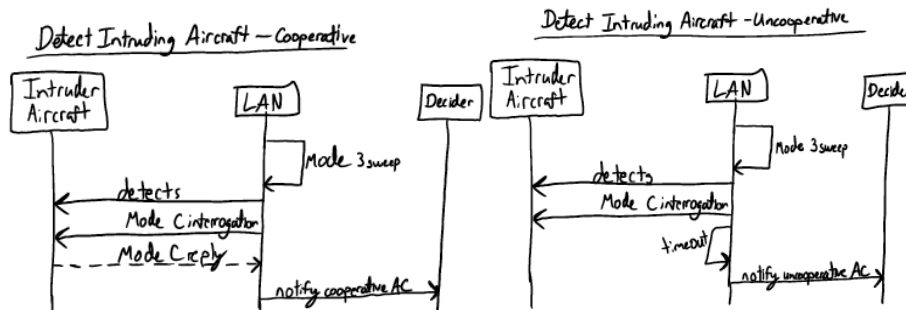 Detect Intruding Aircraft - Cooperative
Intruder
Aircraft
LAN
Decider
Mode 3 sweep
detects
Mode C interrogation
Mode C reply
notify cooperative AC
Detect Intruding Aircraft - Uncooperative
Intruder
Aircraft
LAN
Decider
Mode 3 sweep
detects
Mode C interrogation
timeout
notify uncooperative AC